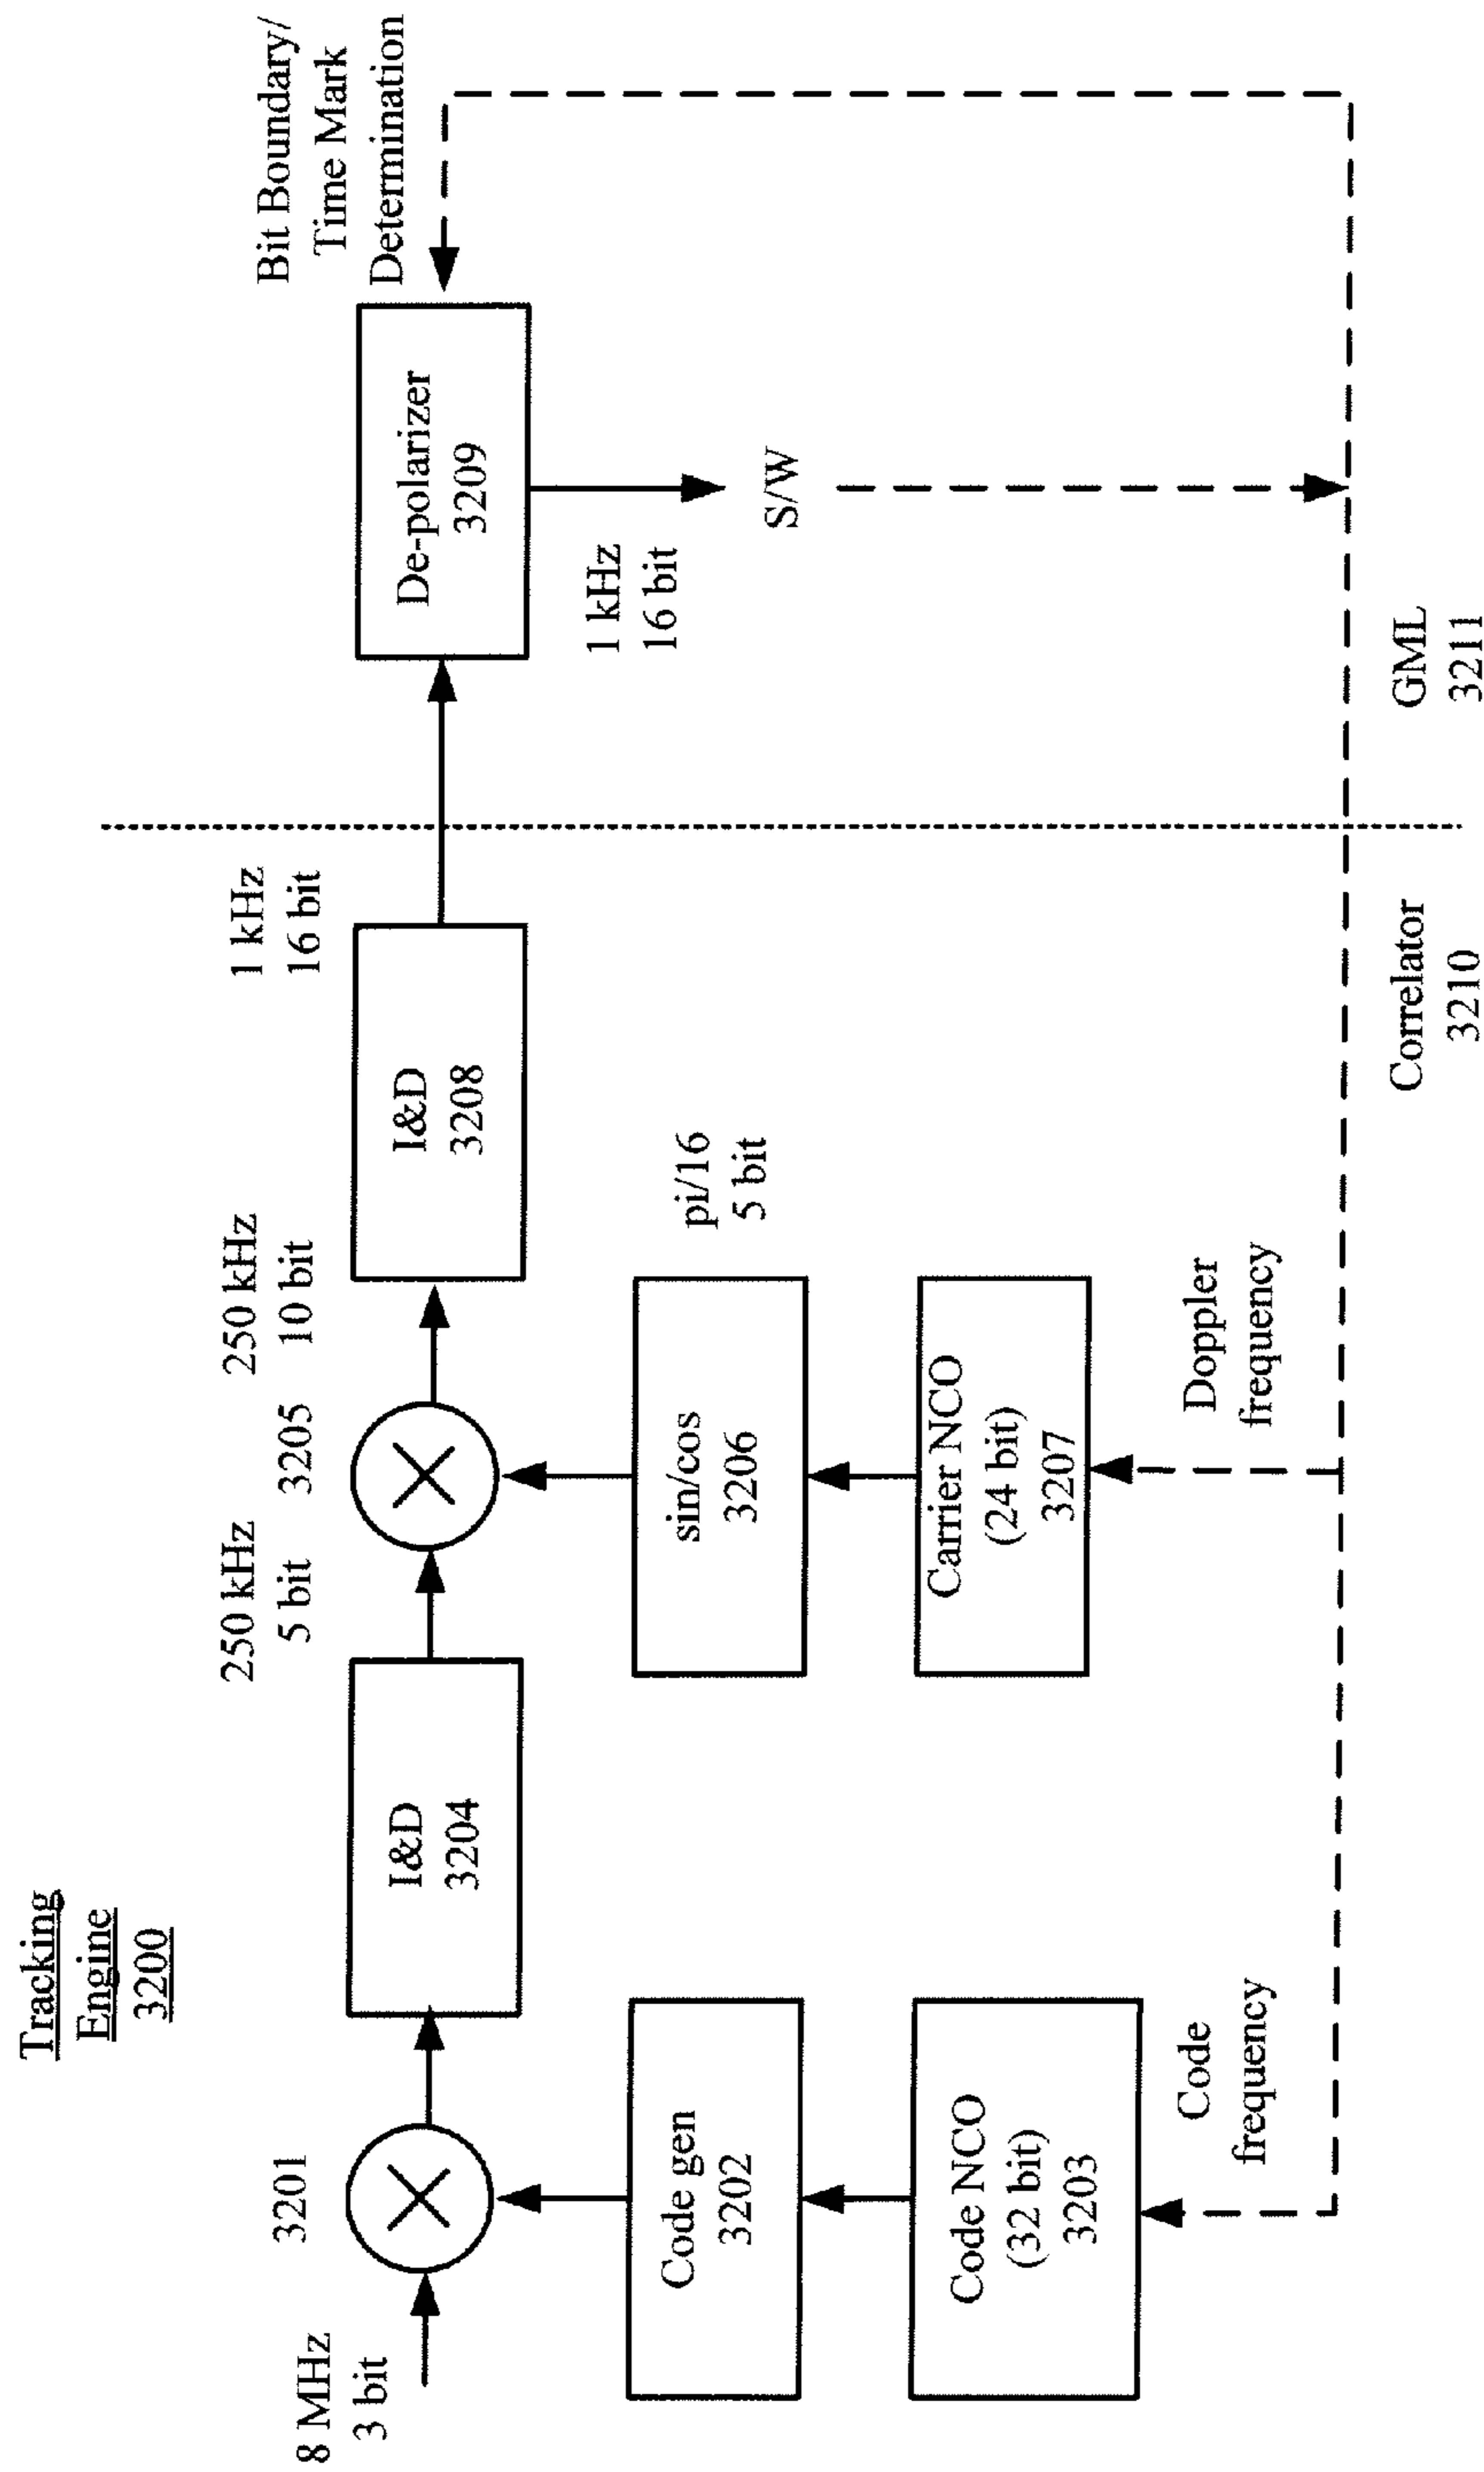 Tracking
Engine
3200
8 MHz
3 bit
3201
Code gen
3202
Code NCO
(32 bit)
3203
Code
frequency
I&D
3204
250 kHz
5 bit
3205
sin/cos
3206
pi/16
5 bit
Carrier NCO
(24 bit)
3207
Doppler
frequency
250 kHz
10 bit
I&D
3208
1 kHz
16 bit
Correlator
3210
De-polarizer
3209
Bit Boundary/
Time Mark
Determination
1 kHz
16 bit
S/W
GML
3211